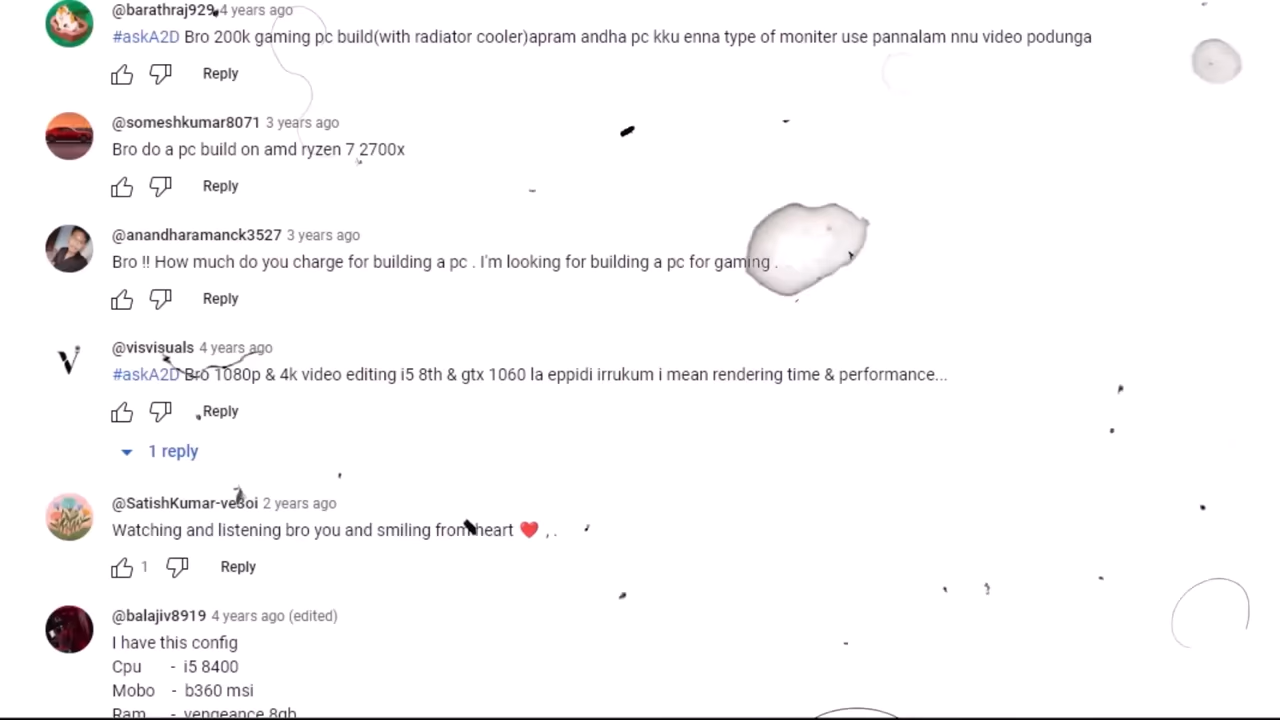 @barathraj929 4 years ago
#askA2D Bro 200k gaming pc build(with radiator cooler)apram andha pc kku enna type of moniter use pannalam nnu video podunga
Reply
@someshkumar8071 3 years ago
Bro do a pc build on amd ryzen 7 2700x
Reply
@anandharamanck3527 3 years ago
Bro !! How much do you charge for building a pc . I'm looking for building a pc for gaming .
Reply
@visvisuals 4 years ago
#askA2D Bro 1080p & 4k video editing i5 8th & gtx 1060 la eppidi irrukum i mean rendering time & performance...
Reply
1 reply
@SatishKumar-ve3oi 2 years ago
Watching and listening bro you and smiling from heart ❤️ , .
1 Reply
@balajiv8919 4 years ago (edited)
I have this config
Cpu - i5 8400
Mobo - b360 msi
Ram - vengeance 8gb